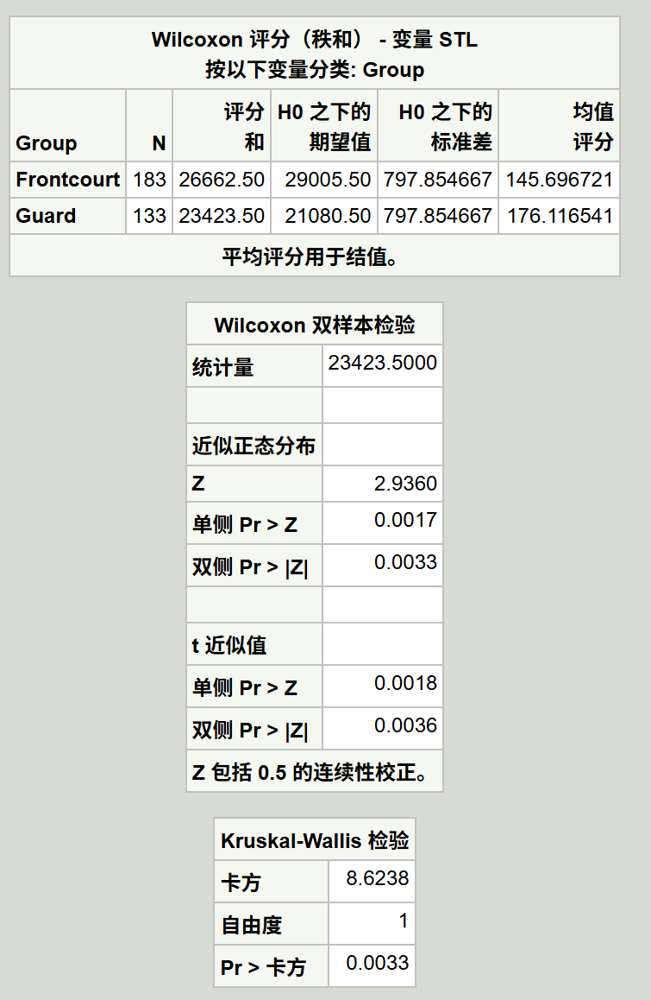 Wilcoxon 评分（秩和） - 变量 STL
按以下变量分类: Group
Group N 评分和 H0 之下的期望值 H0 之下的标准差 均值评分
Frontcourt 183 26662.50 29005.50 797.854667 145.696721
Guard 133 23423.50 21080.50 797.854667 176.116541
平均评分用于结值。
Wilcoxon 双样本检验
统计量 23423.5000
近似正态分布
Z 2.9360
单侧 Pr > Z 0.0017
双侧 Pr > |Z| 0.0033
t 近似值
单侧 Pr > Z 0.0018
双侧 Pr > |Z| 0.0036
Z 包括 0.5 的连续性校正。
Kruskal-Wallis 检验
卡方 8.6238
自由度 1
Pr > 卡方 0.0033